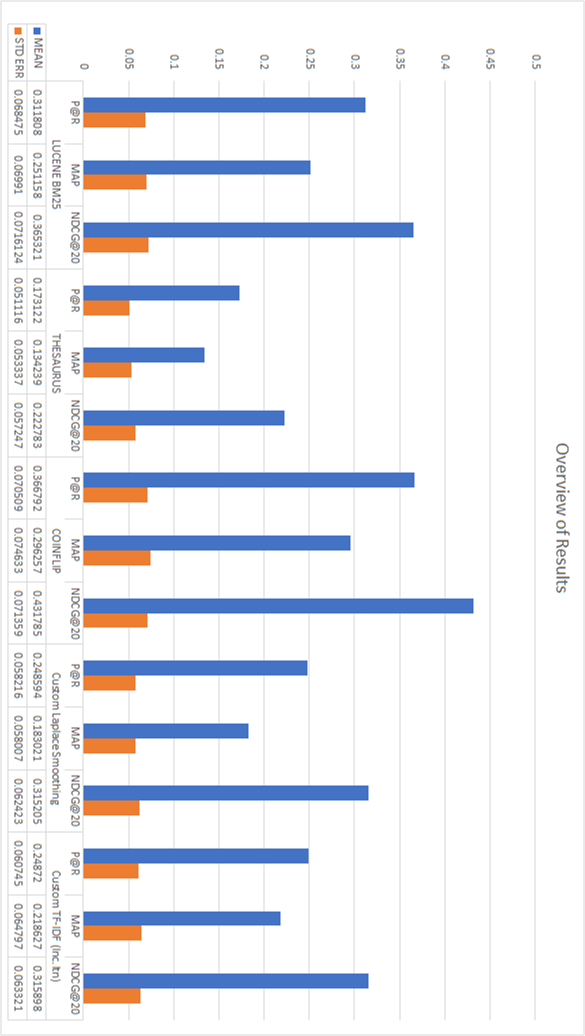 Overview of Results
0.5
0.45
0.4
0.35
0.3
0.25
0.2
0.15
0.1
0.05
0
P@R MAP NDCG@20 P@R MAP NDCG@20 P@R MAP NDCG@20 P@R MAP NDCG@20 P@R MAP NDCG@20
LUCENE BM25 THESAURUS COINFLIP Custom Laplace Smoothing Custom TF-IDF (lnc. ltn)
MEAN 0.311808 0.251158 0.365321 0.173122 0.134239 0.222783 0.366792 0.296257 0.431785 0.248594 0.183021 0.315205 0.24872 0.218627 0.315898
STD ERR 0.068475 0.06991 0.0716124 0.051116 0.053337 0.057247 0.070509 0.074633 0.071359 0.058216 0.058007 0.062423 0.060745 0.064797 0.063321